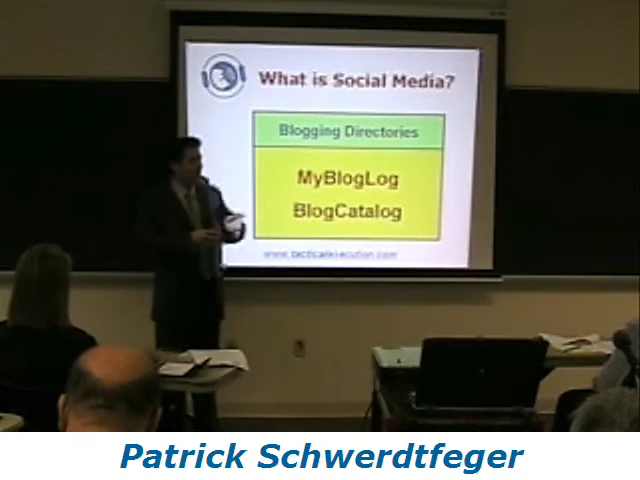 What is Social Media?
Blogging Directories
MyBlogLog
BlogCatalog
www.tacticalexecution.com
Patrick Schwerdtfeger